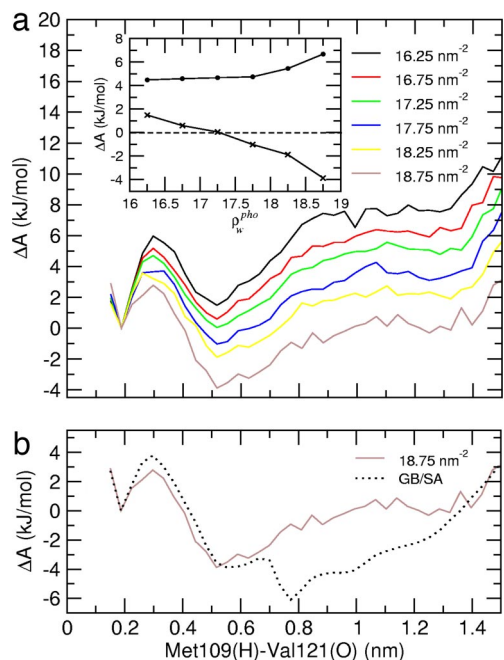 a
20
18
16
14
12
10
8
6
4
2
0
-2
-4
ΔA (kJ/mol)
8
6
4
2
0
-2
-4
ΔA (kJ/mol)
16 16.5 17 17.5 18 18.5 19
ρ_w^pho
16.25 nm⁻²
16.75 nm⁻²
17.25 nm⁻²
17.75 nm⁻²
18.25 nm⁻²
18.75 nm⁻²
b
4
2
0
-2
-4
-6
ΔA (kJ/mol)
18.75 nm⁻²
GB/SA
0 0.2 0.4 0.6 0.8 1 1.2 1.4
Met109(H)-Val121(O) (nm)